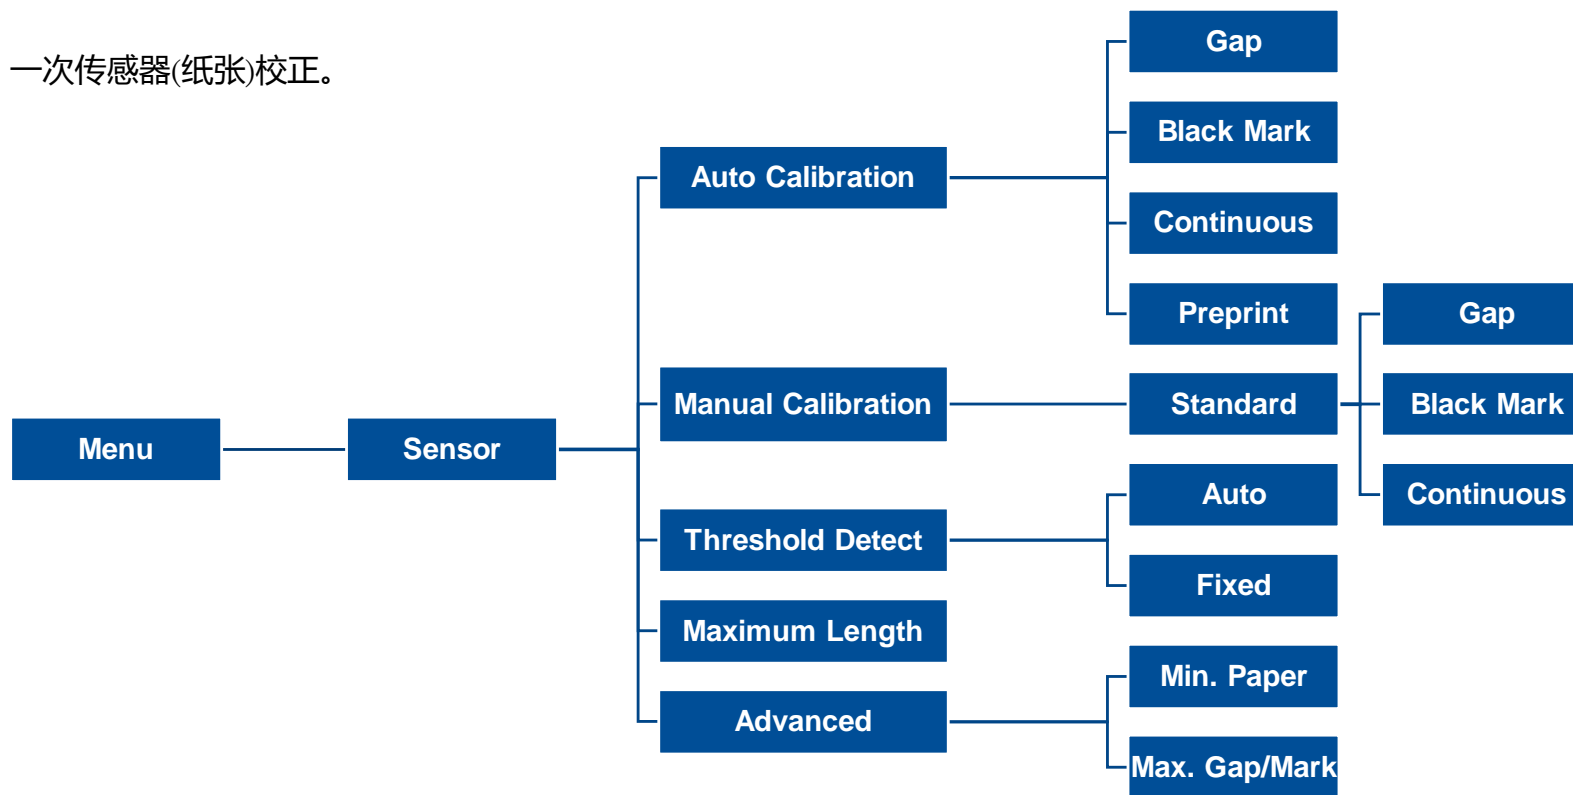 一次传感器(纸张)校正。
Gap
Black Mark
Auto Calibration
Continuous
Preprint
Gap
Manual Calibration
Standard
Black Mark
Menu
Sensor
Auto
Continuous
Threshold Detect
Fixed
Maximum Length
Min. Paper
Advanced
Max. Gap/Mark